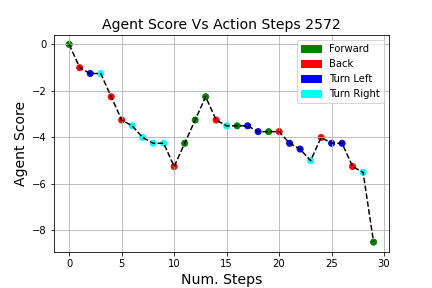 Agent Score Vs Action Steps 2572
Forward
Back
Turn Left
Turn Right
Agent Score
0
−2
−4
−6
−8
0 5 10 15 20 25 30
Num. Steps